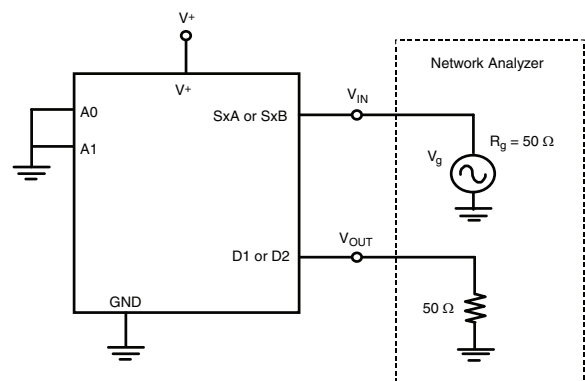 V+
Network Analyzer
V+
A0
SxA or SxB
VIN
A1
Vg
Rg = 50 Ω
VOUT
D1 or D2
GND
50 Ω